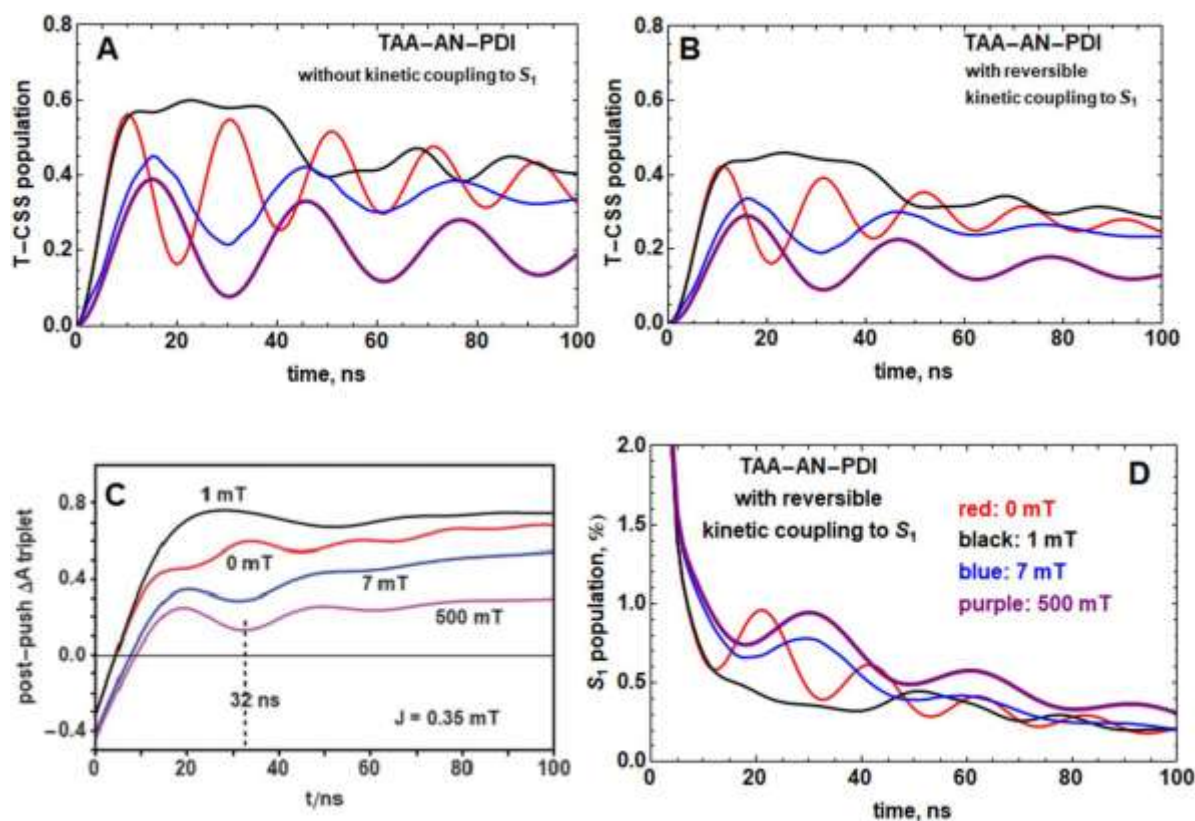 A
TAA–AN–PDI
without kinetic coupling to S₁
T–CSS population
0.8
0.6
0.4
0.2
0.0
0 20 40 60 80 100
time, ns
B
TAA–AN–PDI
with reversible
kinetic coupling to S₁
T–CSS population
0.8
0.6
0.4
0.2
0.0
0 20 40 60 80 100
time, ns
C
1 mT
0 mT
7 mT
500 mT
32 ns
J = 0.35 mT
post-push ΔA triplet
0.8
0.4
0.0
−0.4
0 20 40 60 80 100
t/ns
D
TAA–AN–PDI
with reversible
kinetic coupling to S₁
red: 0 mT
black: 1 mT
blue: 7 mT
purple: 500 mT
S₁ population, %)
2.0
1.5
1.0
0.5
0.0
0 20 40 60 80 100
time, ns